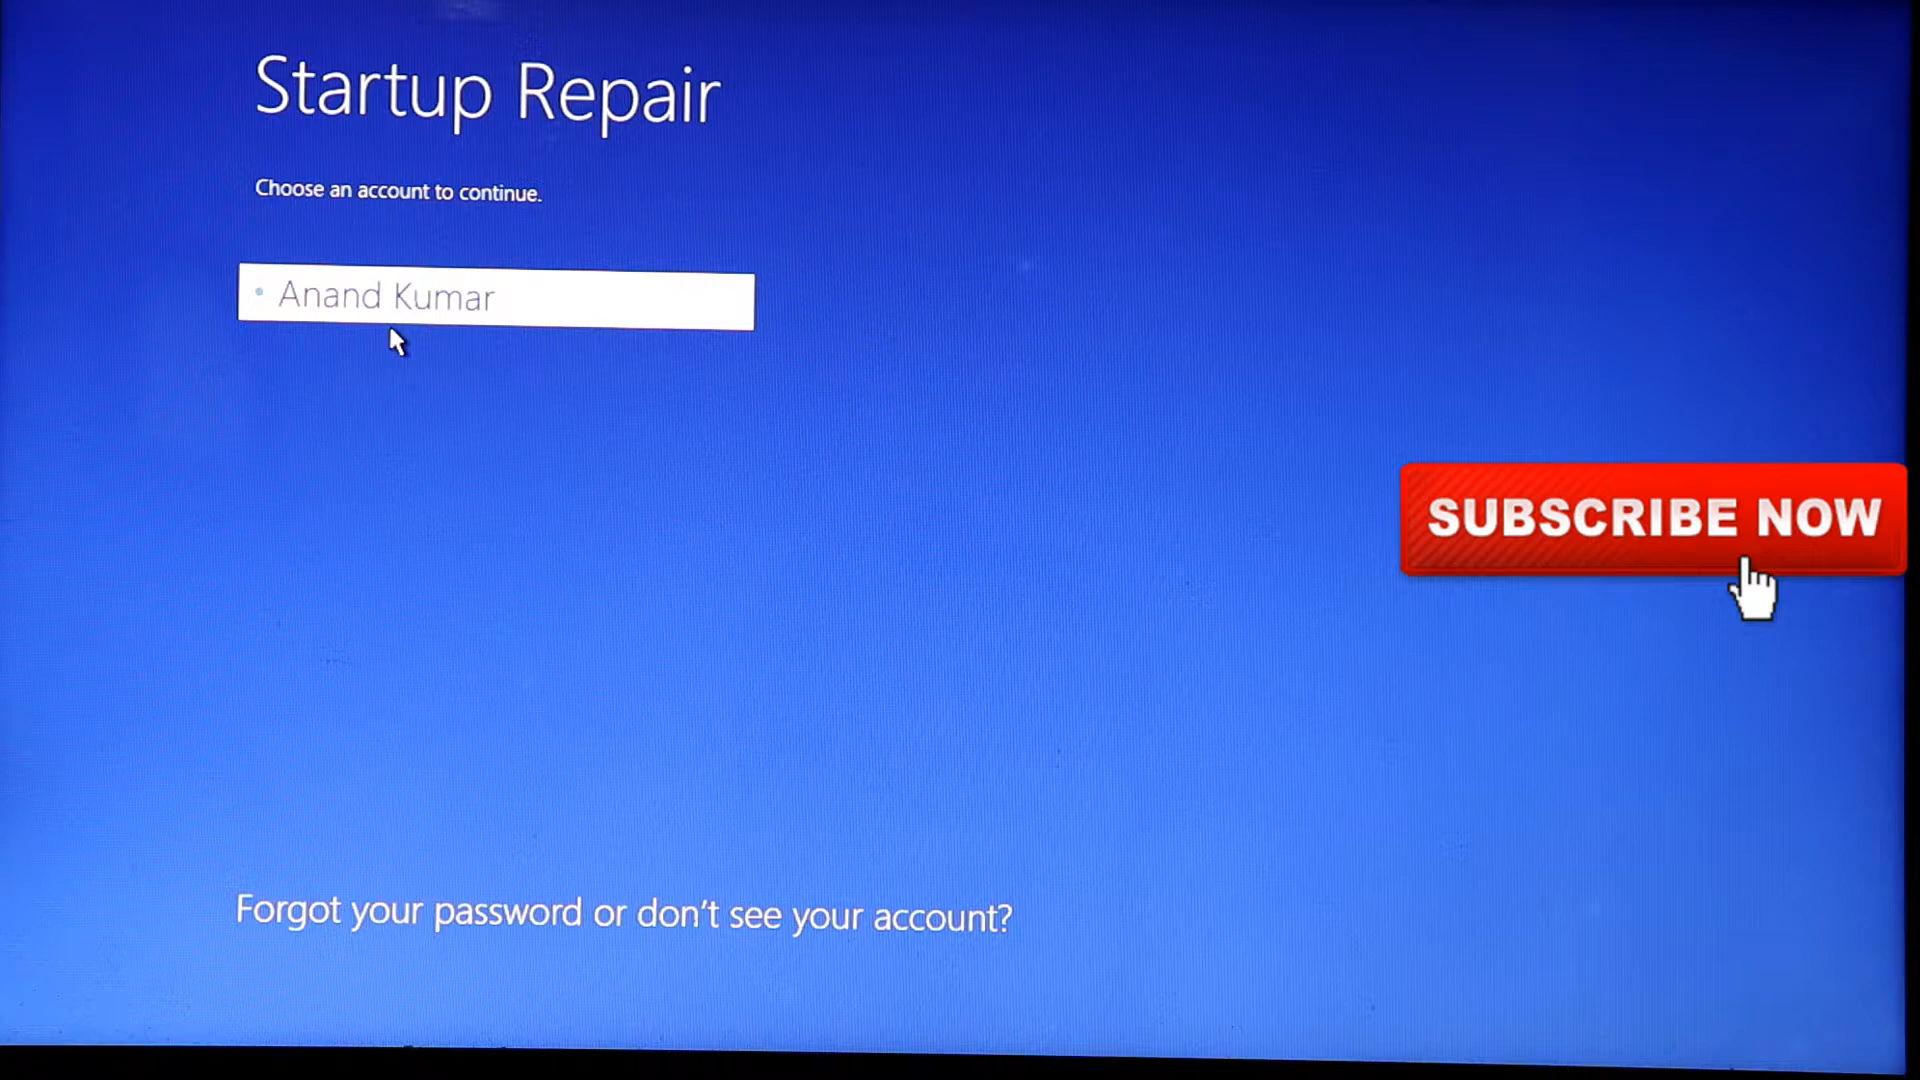 Startup Repair
Choose an account to continue.
Anand Kumar
SUBSCRIBE NOW
Forgot your password or don't see your account?